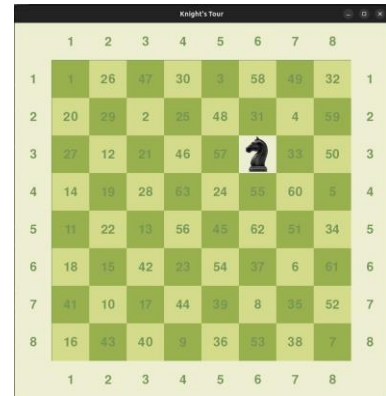 Knight's Tour
1 2 3 4 5 6 7 8
1 1 26 47 30 3 58 49 32 1
2 20 29 2 25 48 31 4 59 2
3 27 12 21 46 57 33 50 3
4 14 19 28 63 24 55 60 5 4
5 11 22 13 56 45 62 51 34 5
6 18 15 42 23 54 37 6 61 6
7 41 10 17 44 39 8 35 52 7
8 16 43 40 9 36 53 38 7 8
1 2 3 4 5 6 7 8